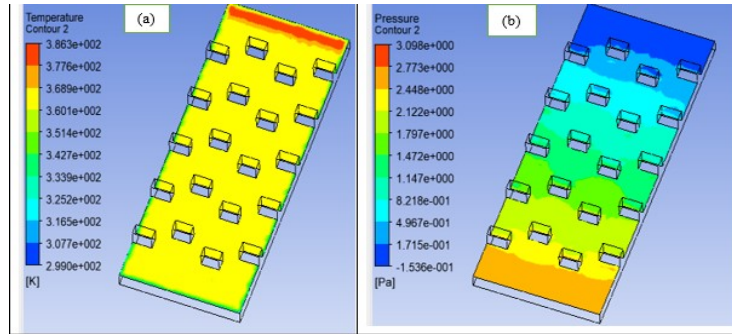 Temperature
Contour 2
(a)
3.863e+002
3.776e+002
3.689e+002
3.601e+002
3.514e+002
3.427e+002
3.339e+002
3.252e+002
3.165e+002
3.077e+002
2.990e+002
[K]
Pressure
Contour 2
(b)
3.098e+000
2.773e+000
2.448e+000
2.122e+000
1.797e+000
1.472e+000
1.147e+000
8.218e-001
4.967e-001
1.715e-001
-1.536e-001
[Pa]